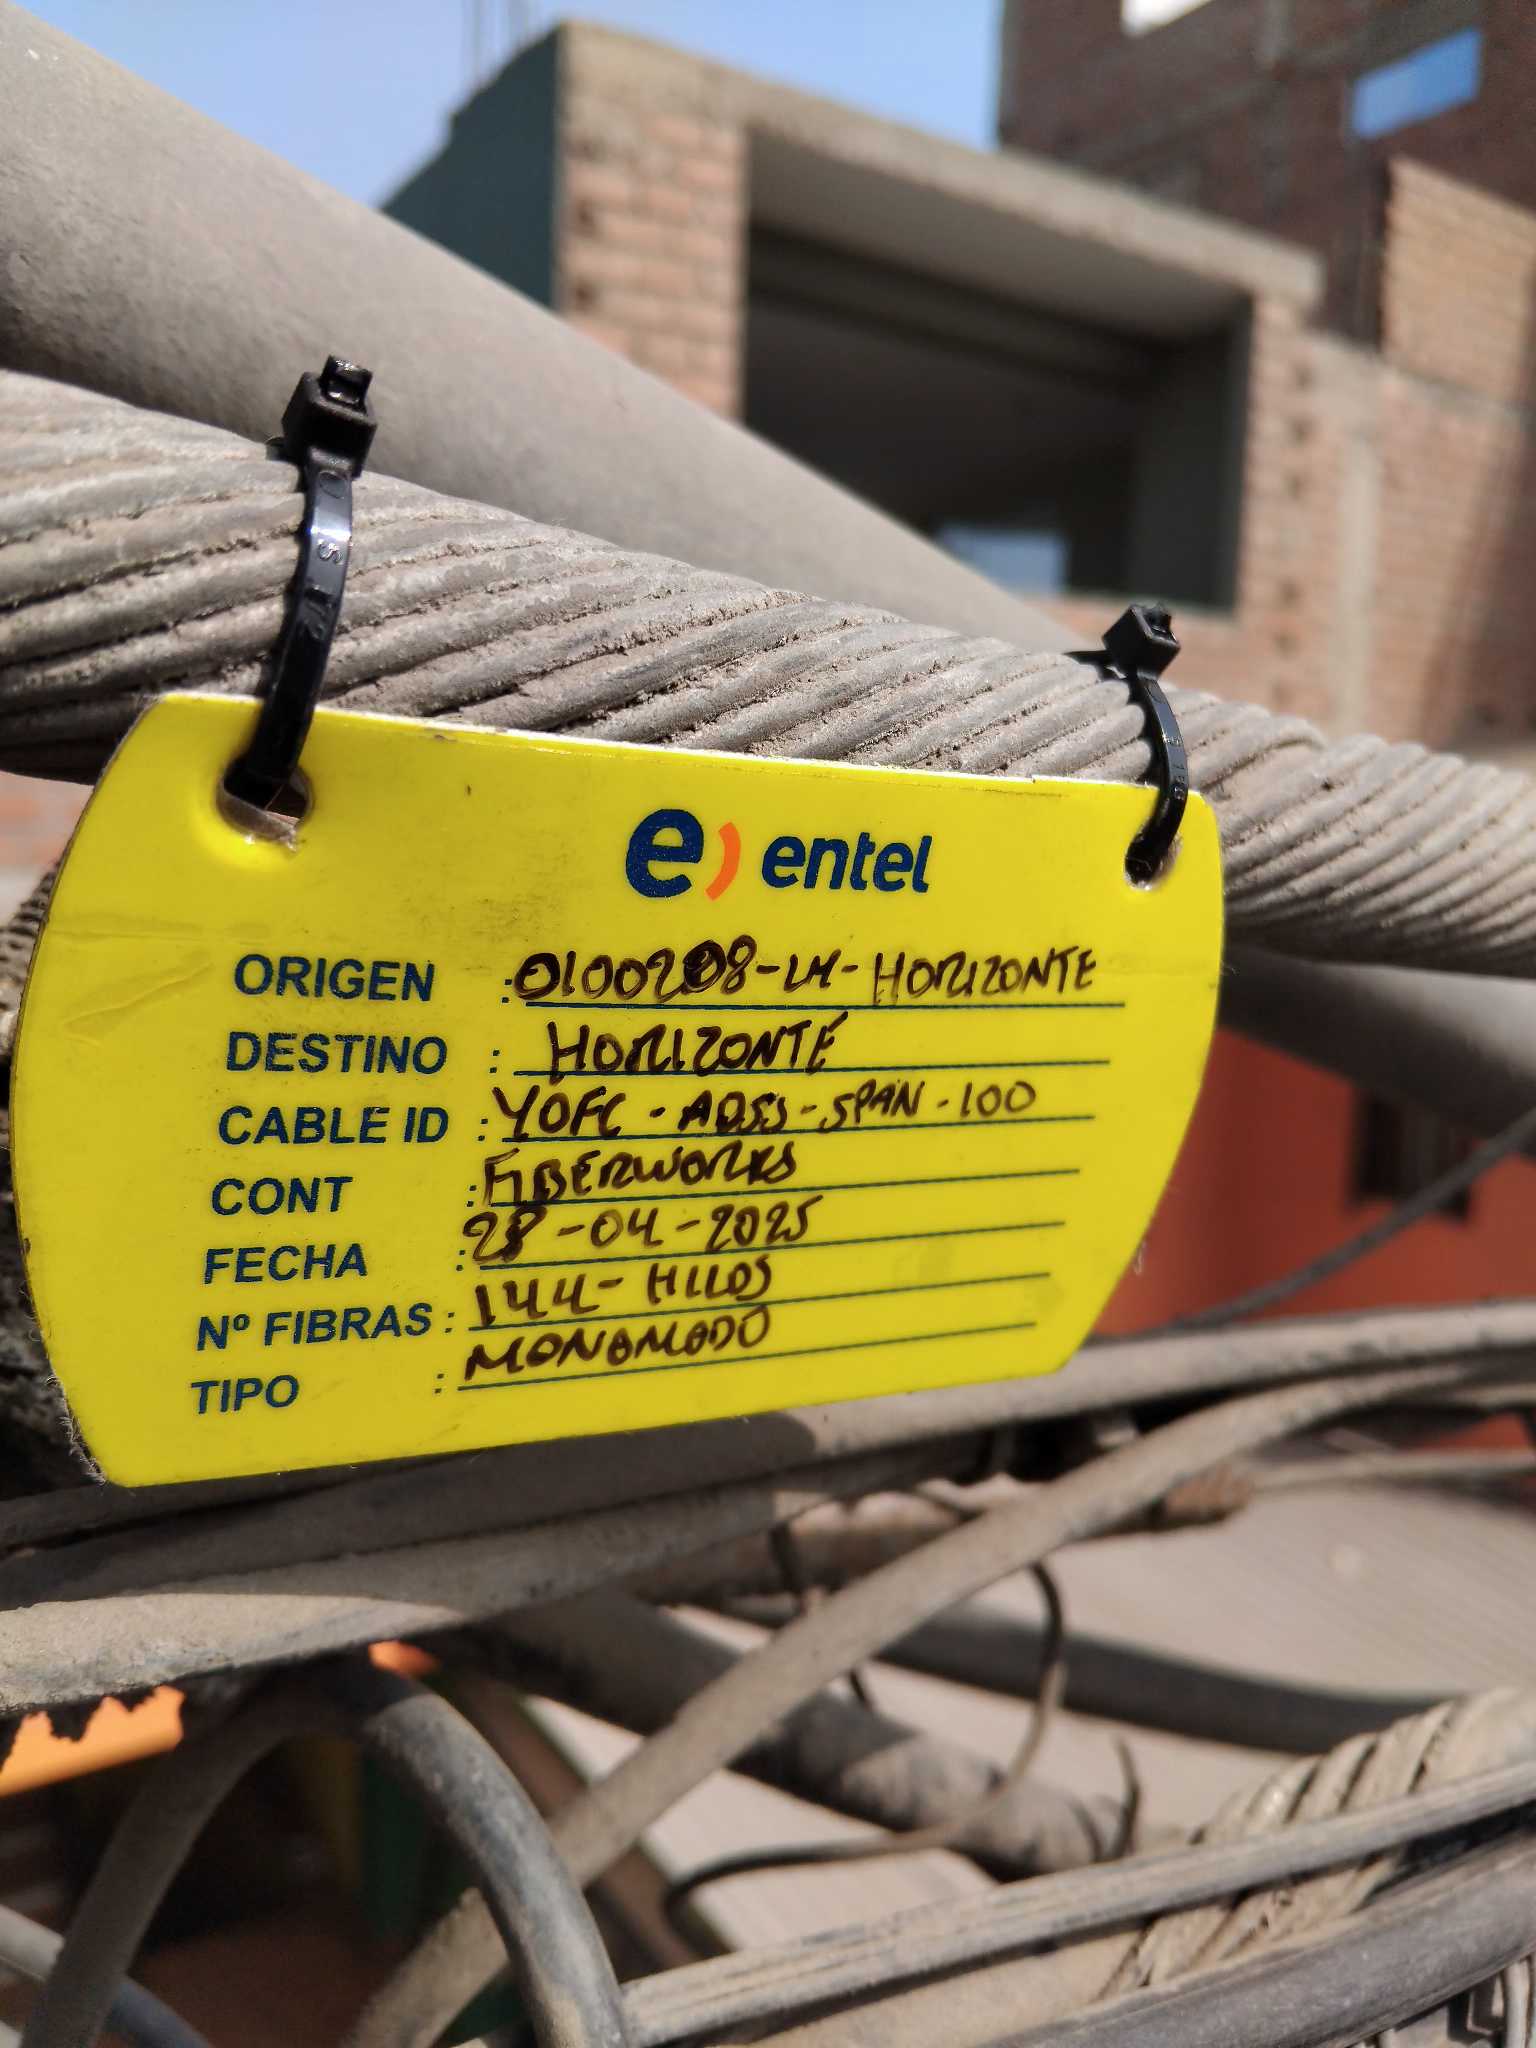 e) entel
ORIGEN : 0100208-LM-HORIZONTE
DESTINO : HORIZONTE
CABLE ID : YOFC - ADSS - SPAN - 100
CONT : FIBERWORKS
FECHA : 28-04-2025
Nº FIBRAS : 144- HILOS
TIPO : MONOMODO